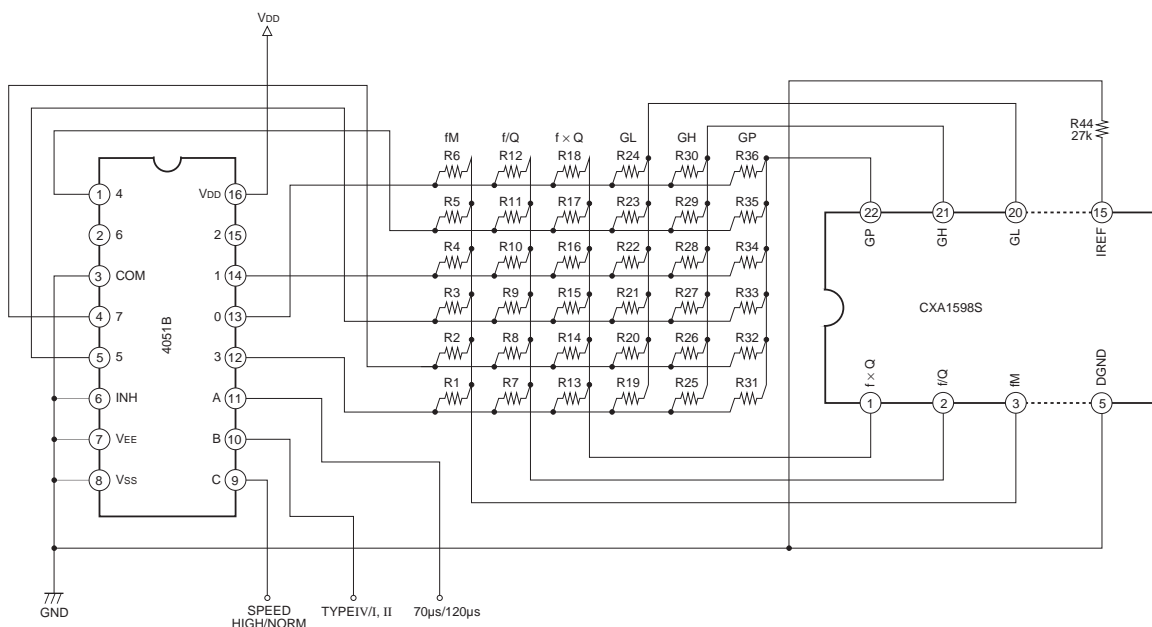 VDD
R44
27k
fM f/Q f × Q GL GH GP
R6 R12 R18 R24 R30 R36
R5 R11 R17 R23 R29 R35
R4 R10 R16 R22 R28 R34
R3 R9 R15 R21 R27 R33
R2 R8 R14 R20 R26 R32
R1 R7 R13 R19 R25 R31
1 4 VDD 16
2 6 2 15
3 COM 1 14
4 7 0 13
5 5 3 12
6 INH A 11
7 VEE B 10
8 VSS C 9
4051B
22 21 20 15
GP GH GL IREF
CXA1598S
f × Q f/Q fM DGND
1 2 3 5
GND
SPEED
HIGH/NORM
TYPEIV/I, II
70µs/120µs